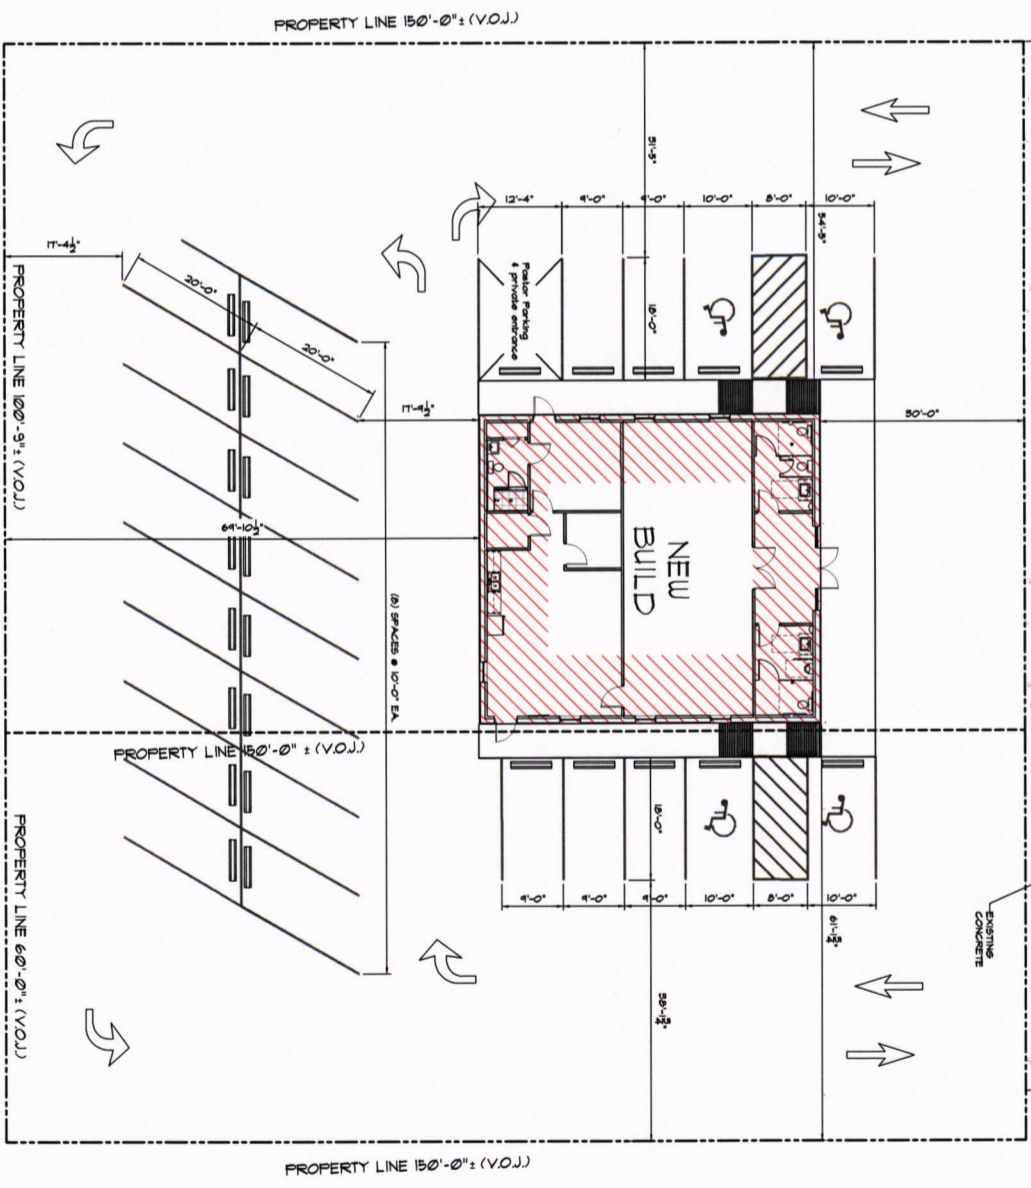 PROPERTY LINE 150'-0"± (V.O.J.)
31'-5"
12'-4"
9'-0"
9'-0"
10'-0"
8'-0"
10'-0"
54'-5"
17'-4½"
PROPERTY LINE 100'-9"± (V.O.J.)
20'-0"
20'-0"
Pastor Parking
& private entrance
18'-0"
17'-9½"
30'-0"
69'-10½"
NEW
BUILD
(8) SPACES @ 10'-0" EA.
PROPERTY LINE 150'-0" ± (V.O.J.)
PROPERTY LINE 60'-0"± (V.O.J.)
18'-0"
9'-0"
9'-0"
9'-0"
10'-0"
8'-0"
10'-0"
EXISTING
CONCRETE
PROPERTY LINE 150'-0"± (V.O.J.)